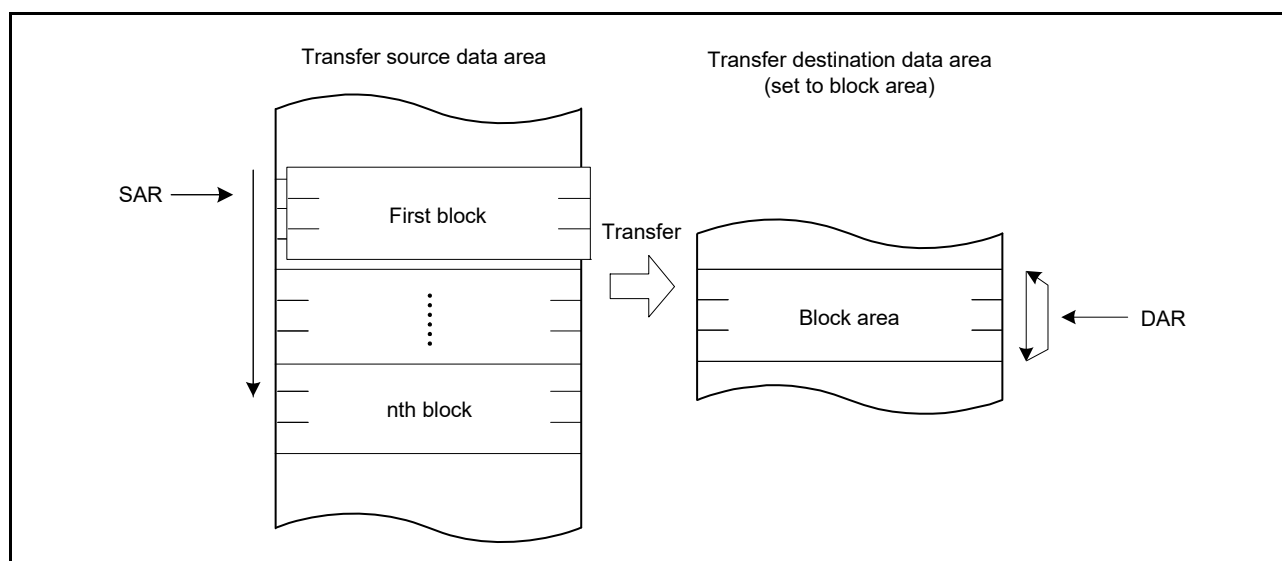 Transfer source data area
Transfer destination data area
(set to block area)
SAR
First block
Transfer
Block area
DAR
nth block